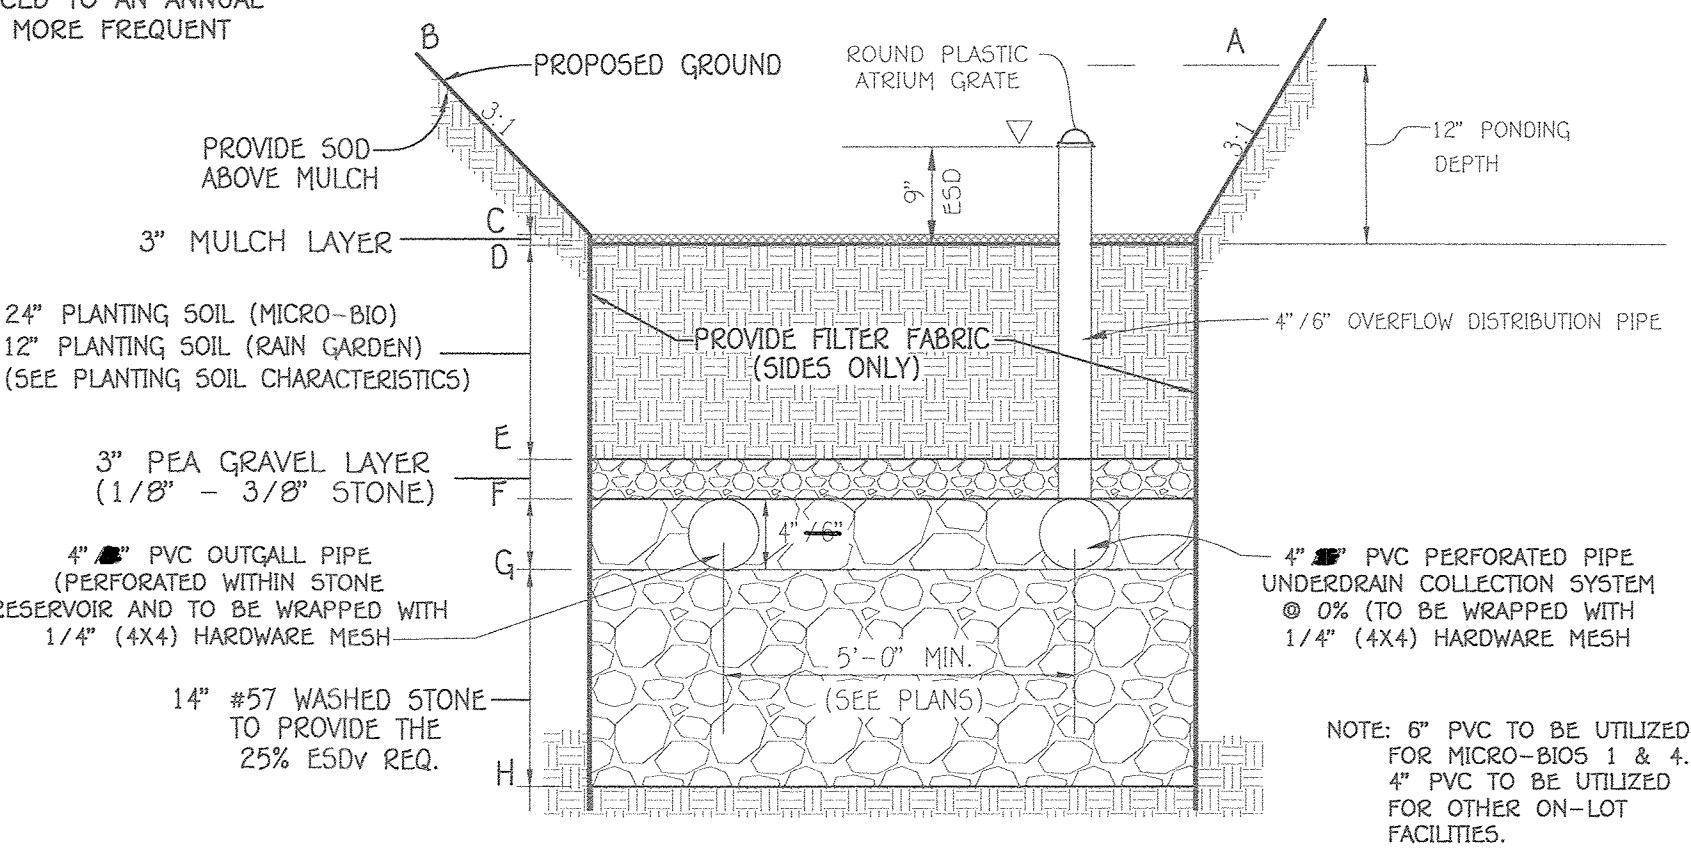 CED TO AN ANNUAL
MORE FREQUENT
B
PROPOSED GROUND
3:1
PROVIDE SOD
ABOVE MULCH
ROUND PLASTIC
ATRIUM GRATE
A
3:1
12" PONDING
DEPTH
9"
ESD
C
3" MULCH LAYER
D
24" PLANTING SOIL (MICRO-BIO)
12" PLANTING SOIL (RAIN GARDEN)
(SEE PLANTING SOIL CHARACTERISTICS)
PROVIDE FILTER FABRIC
(SIDES ONLY)
4"/6" OVERFLOW DISTRIBUTION PIPE
E
3" PEA GRAVEL LAYER
(1/8" - 3/8" STONE)
F
4" /6"
4" " PVC OUTGALL PIPE
(PERFORATED WITHIN STONE
RESERVOIR AND TO BE WRAPPED WITH
1/4" (4X4) HARDWARE MESH
G
4" " PVC PERFORATED PIPE
UNDERDRAIN COLLECTION SYSTEM
@ 0% (TO BE WRAPPED WITH
1/4" (4X4) HARDWARE MESH
5'-0" MIN.
(SEE PLANS)
14" #57 WASHED STONE
TO PROVIDE THE
25% ESDv REQ.
H
NOTE: 6" PVC TO BE UTILIZED
FOR MICRO-BIOS 1 & 4.
4" PVC TO BE UTILIZED
FOR OTHER ON-LOT
FACILITIES.